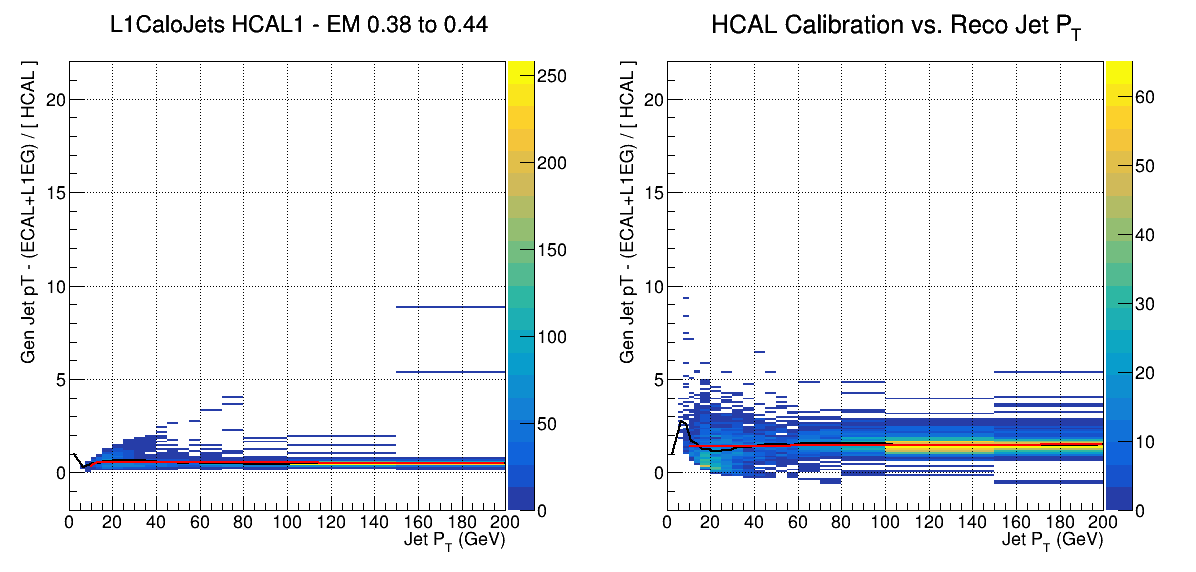 L1CaloJets HCAL1 - EM 0.38 to 0.44
Gen Jet pT - (ECAL+L1EG) / [ HCAL ]
20
15
10
5
0
0 20 40 60 80 100 120 140 160 180 200
Jet P_T (GeV)
250
200
150
100
50
0
HCAL Calibration vs. Reco Jet P_T
Gen Jet pT - (ECAL+L1EG) / [ HCAL ]
20
15
10
5
0
0 20 40 60 80 100 120 140 160 180 200
Jet P_T (GeV)
60
50
40
30
20
10
0